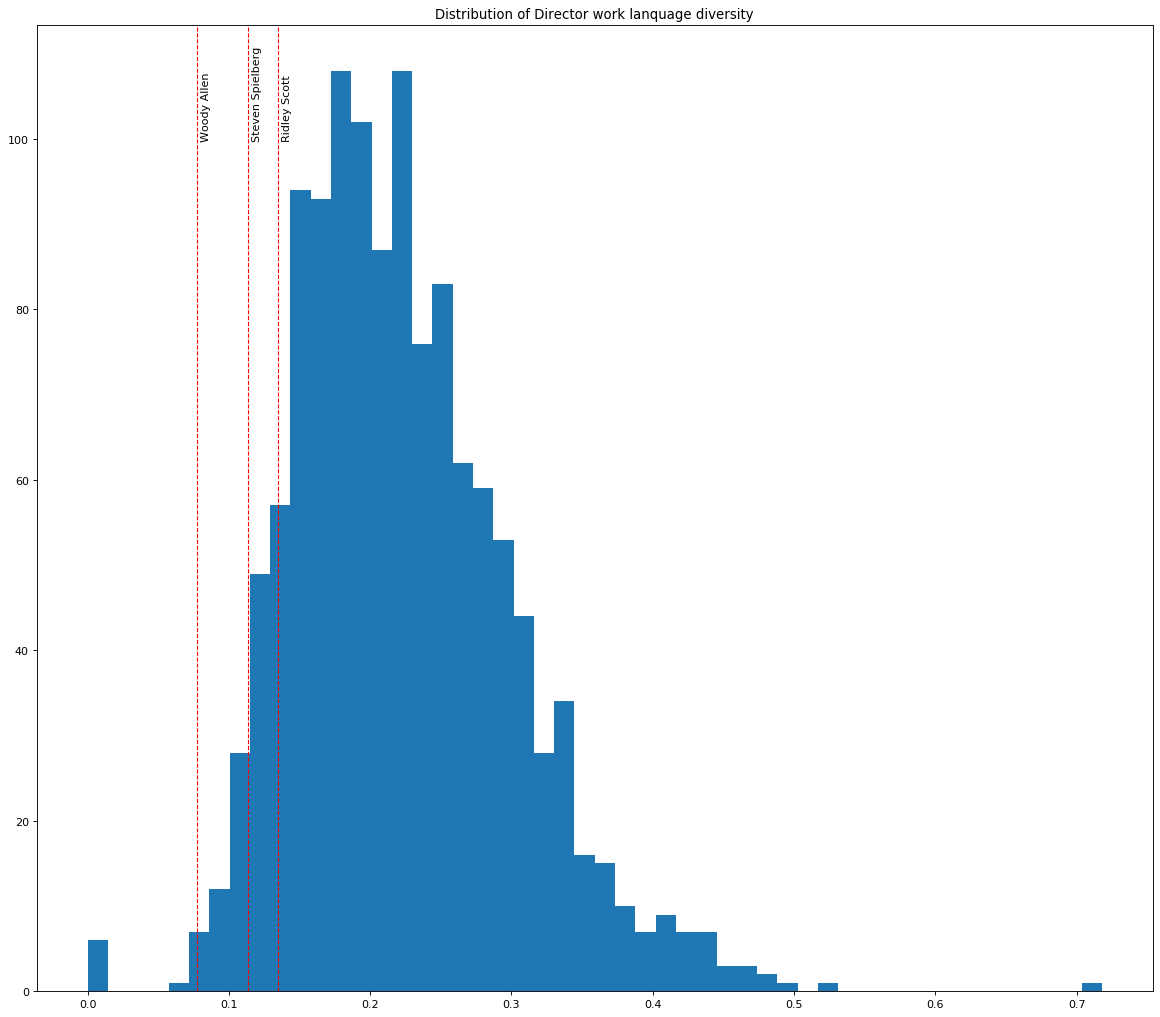 Distribution of Director work lanquage diversity
Woody Allen
Steven Spielberg
Ridley Scott
100
80
60
40
20
0
0.0 0.1 0.2 0.3 0.4 0.5 0.6 0.7